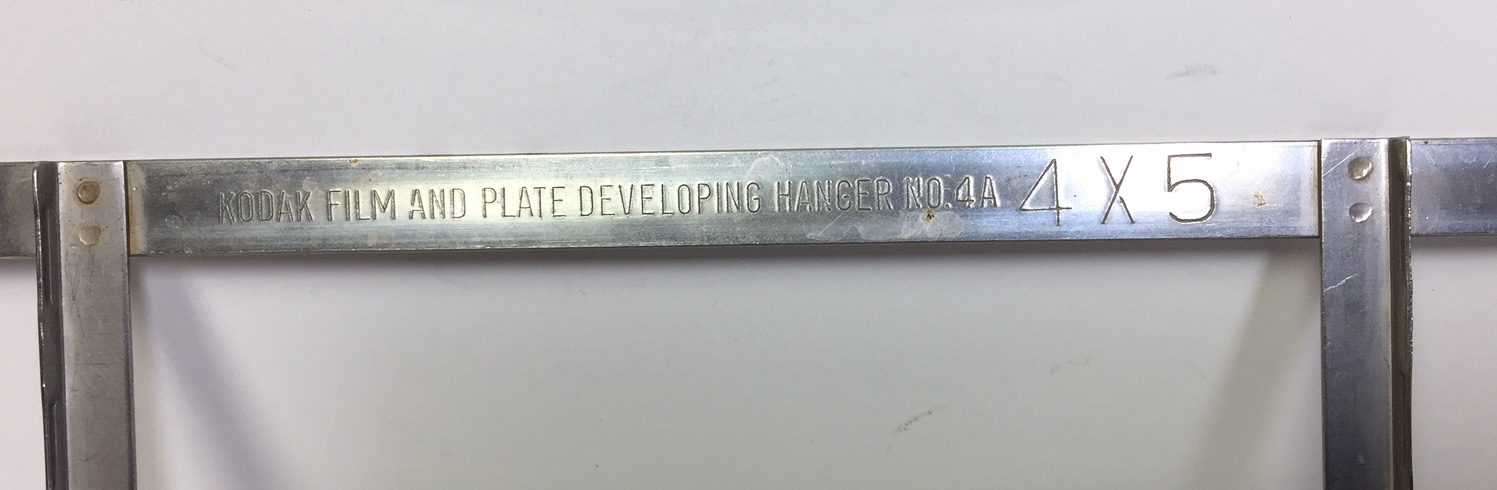 KODAK FILM AND PLATE DEVELOPING HANGER NO.4A 4 X 5